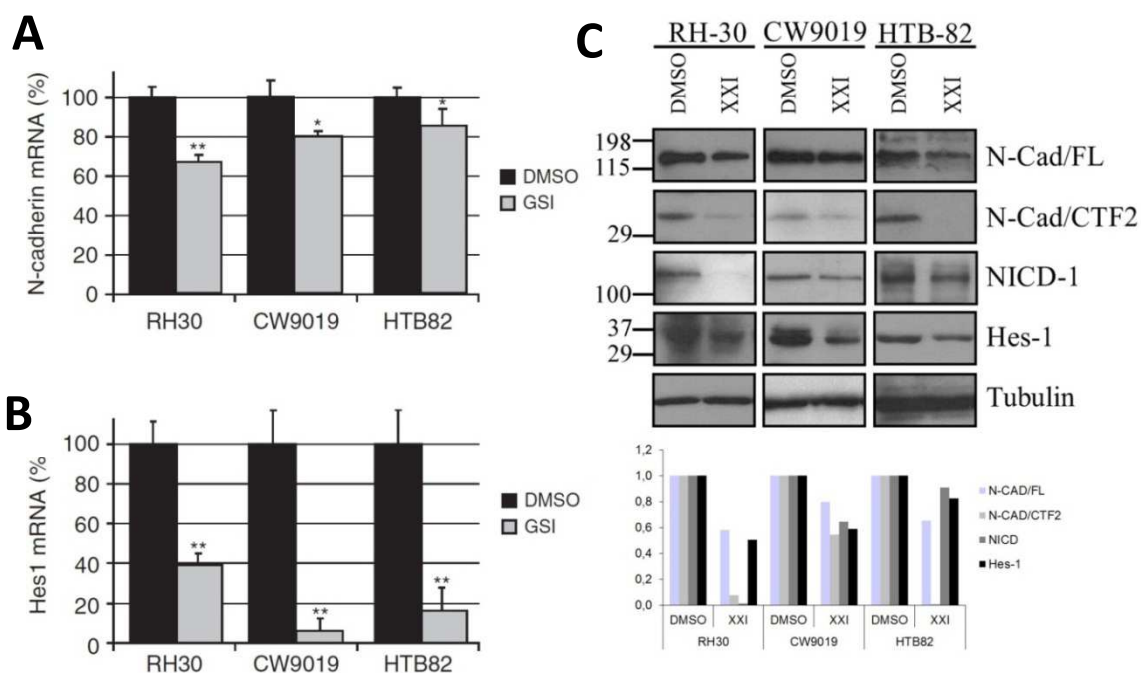 A
N-cadherin mRNA (%)
100
80
60
40
20
0
** * *
RH30 CW9019 HTB82
DMSO
GSI
B
Hes1 mRNA (%
100
80
60
40
20
0
** ** **
RH30 CW9019 HTB82
DMSO
GSI
C
RH-30 CW9019 HTB-82
DMSO XXI DMSO XXI DMSO XXI
198
115
N-Cad/FL
29
N-Cad/CTF2
100
NICD-1
37
29
Hes-1
Tubulin
1,2
1,0
0,8
0,6
0,4
0,2
0,0
DMSO XXI DMSO XXI DMSO XXI
RH30 CW9019 HTB82
N-CAD/FL
N-CAD/CTF2
NICD
Hes-1